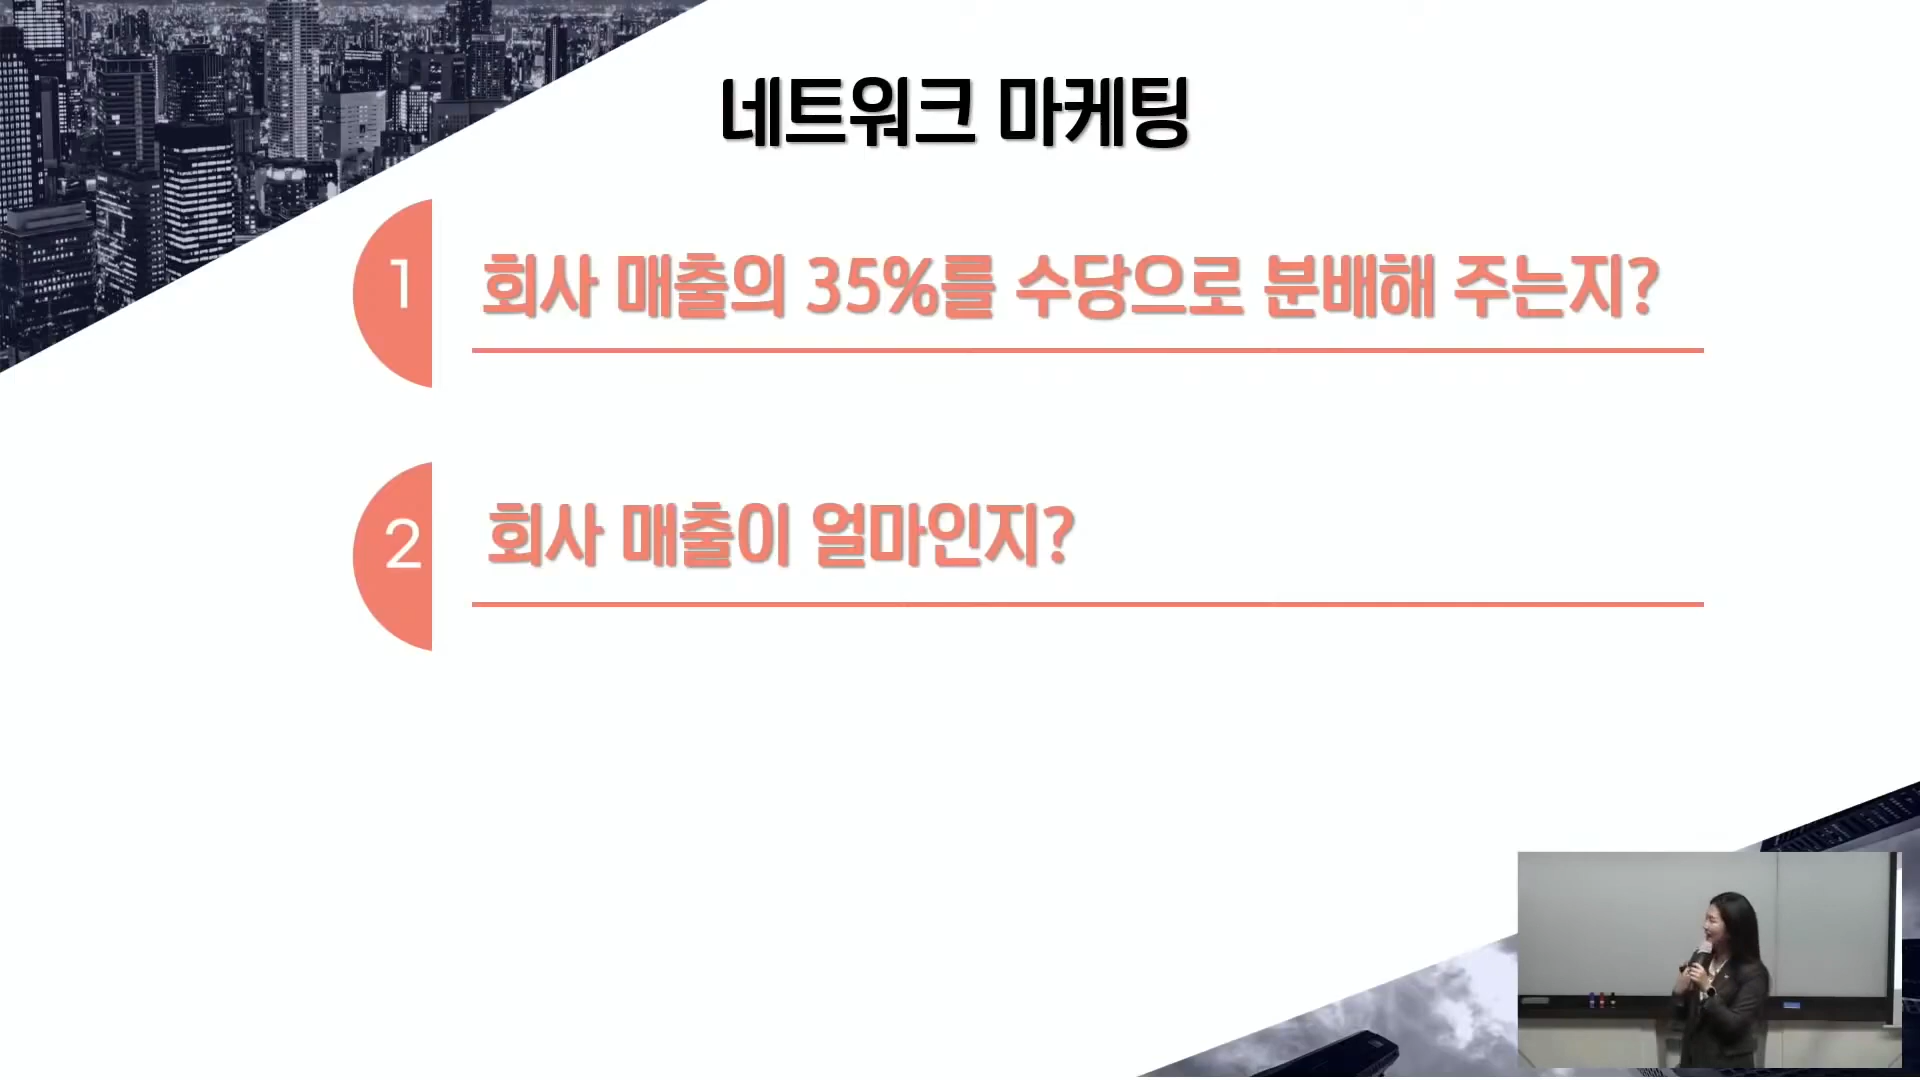 네트워크 마케팅
1
회사 매출의 35%를 수당으로 분배해 주는지?
2
회사 매출이 얼마인지?